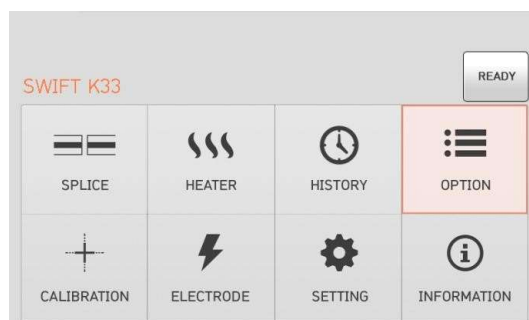 READY
SWIFT K33
SPLICE HEATER HISTORY OPTION
CALIBRATION ELECTRODE SETTING INFORMATION